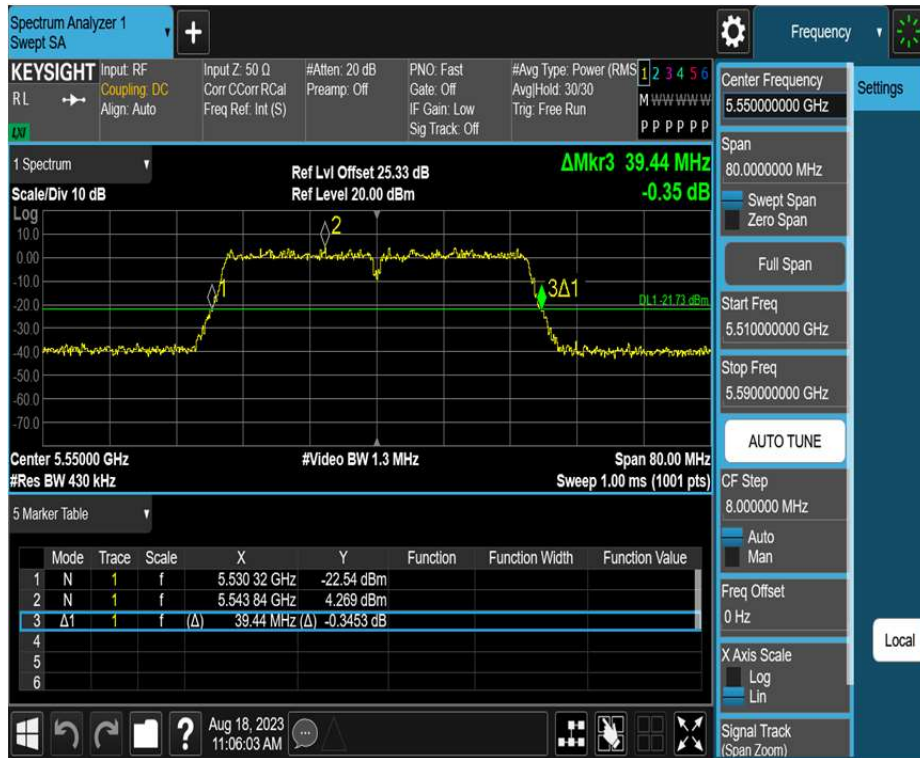 Spectrum Analyzer 1
Swept SA
+
Frequency
KEYSIGHT
RL
LXI
Input: RF
Coupling: DC
Align: Auto
Input Z: 50 Ω
Corr CCorr RCal
Freq Ref: Int (S)
#Atten: 20 dB
Preamp: Off
PNO: Fast
Gate: Off
IF Gain: Low
Sig Track: Off
#Avg Type: Power (RMS
Avg|Hold: 30/30
Trig: Free Run
1 2 3 4 5 6
M W W W W W
P P P P P P
1 Spectrum
Scale/Div 10 dB
Ref Lvl Offset 25.33 dB
Ref Level 20.00 dBm
ΔMkr3 39.44 MHz
-0.35 dB
Log
10.0
0.00
-10.0
-20.0
-30.0
-40.0
-50.0
-60.0
-70.0
1
2
3Δ1
DL1 -21.73 dBm
Center 5.55000 GHz
#Video BW 1.3 MHz
Span 80.00 MHz
#Res BW 430 kHz
Sweep 1.00 ms (1001 pts)
5 Marker Table
Mode Trace Scale X Y Function Function Width Function Value
1 N 1 f 5.530 32 GHz -22.54 dBm
2 N 1 f 5.543 84 GHz 4.269 dBm
3 Δ1 1 f (Δ) 39.44 MHz (Δ) -0.3453 dB
4
5
6
?
Aug 18, 2023
11:06:03 AM
Center Frequency
5.550000000 GHz
Span
80.0000000 MHz
Swept Span
Zero Span
Full Span
Start Freq
5.510000000 GHz
Stop Freq
5.590000000 GHz
AUTO TUNE
CF Step
8.000000 MHz
Auto
Man
Freq Offset
0 Hz
X Axis Scale
Log
Lin
Signal Track
(Span Zoom)
Settings
Local